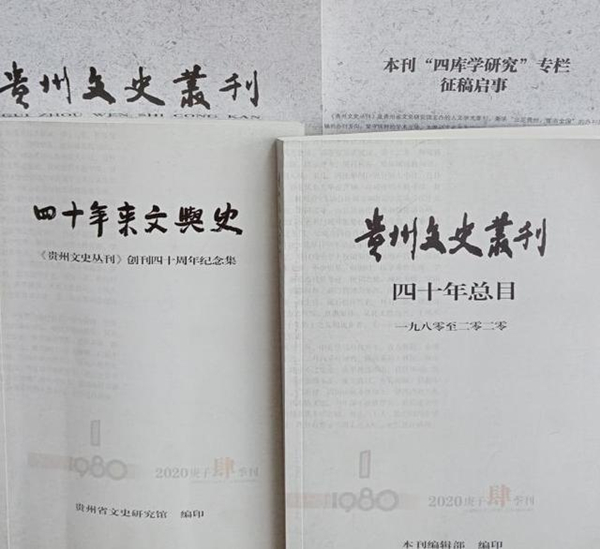 贵州文史叢刊
GUI ZHOU WEN SHI CONG KAN
本刊“四库学研究”专栏
征稿启事
四十年来文與史
《贵州文史丛刊》创刊四十周年纪念集
1
1980
2020庚子肆季刊
贵州省文史研究馆 编印
贵州文史叢刊
四十年总目
一九八零至二零二零
1
1980
2020庚子肆季刊
本刊编辑部 编印